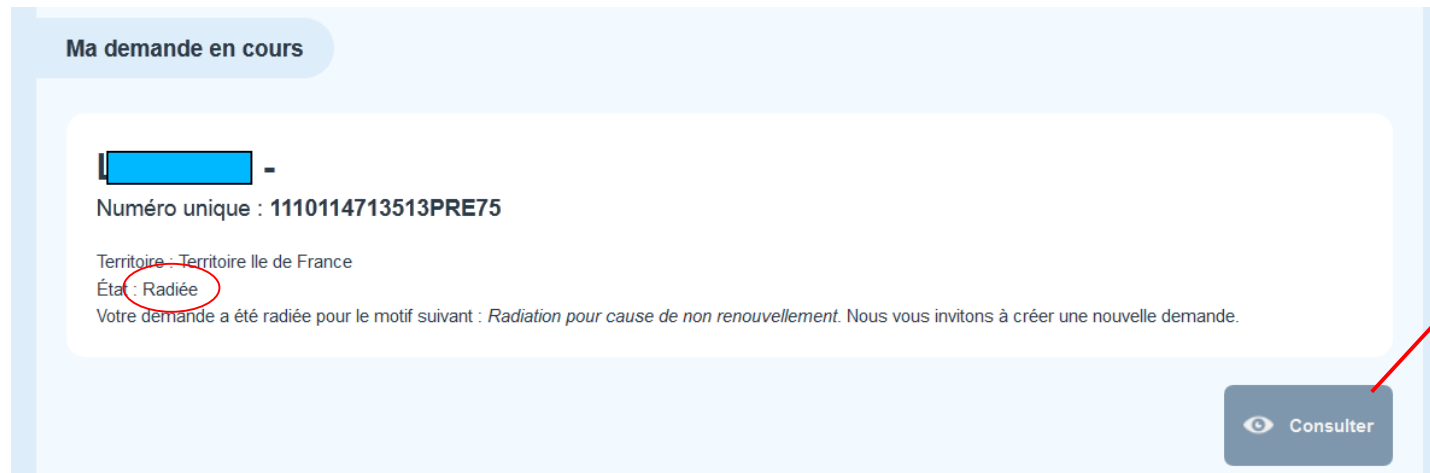 Ma demande en cours
L -
Numéro unique : 1110114713513PRE75
Territoire : Territoire Ile de France
État : Radiée
Votre demande a été radiée pour le motif suivant : Radiation pour cause de non renouvellement. Nous vous invitons à créer une nouvelle demande.
Consulter